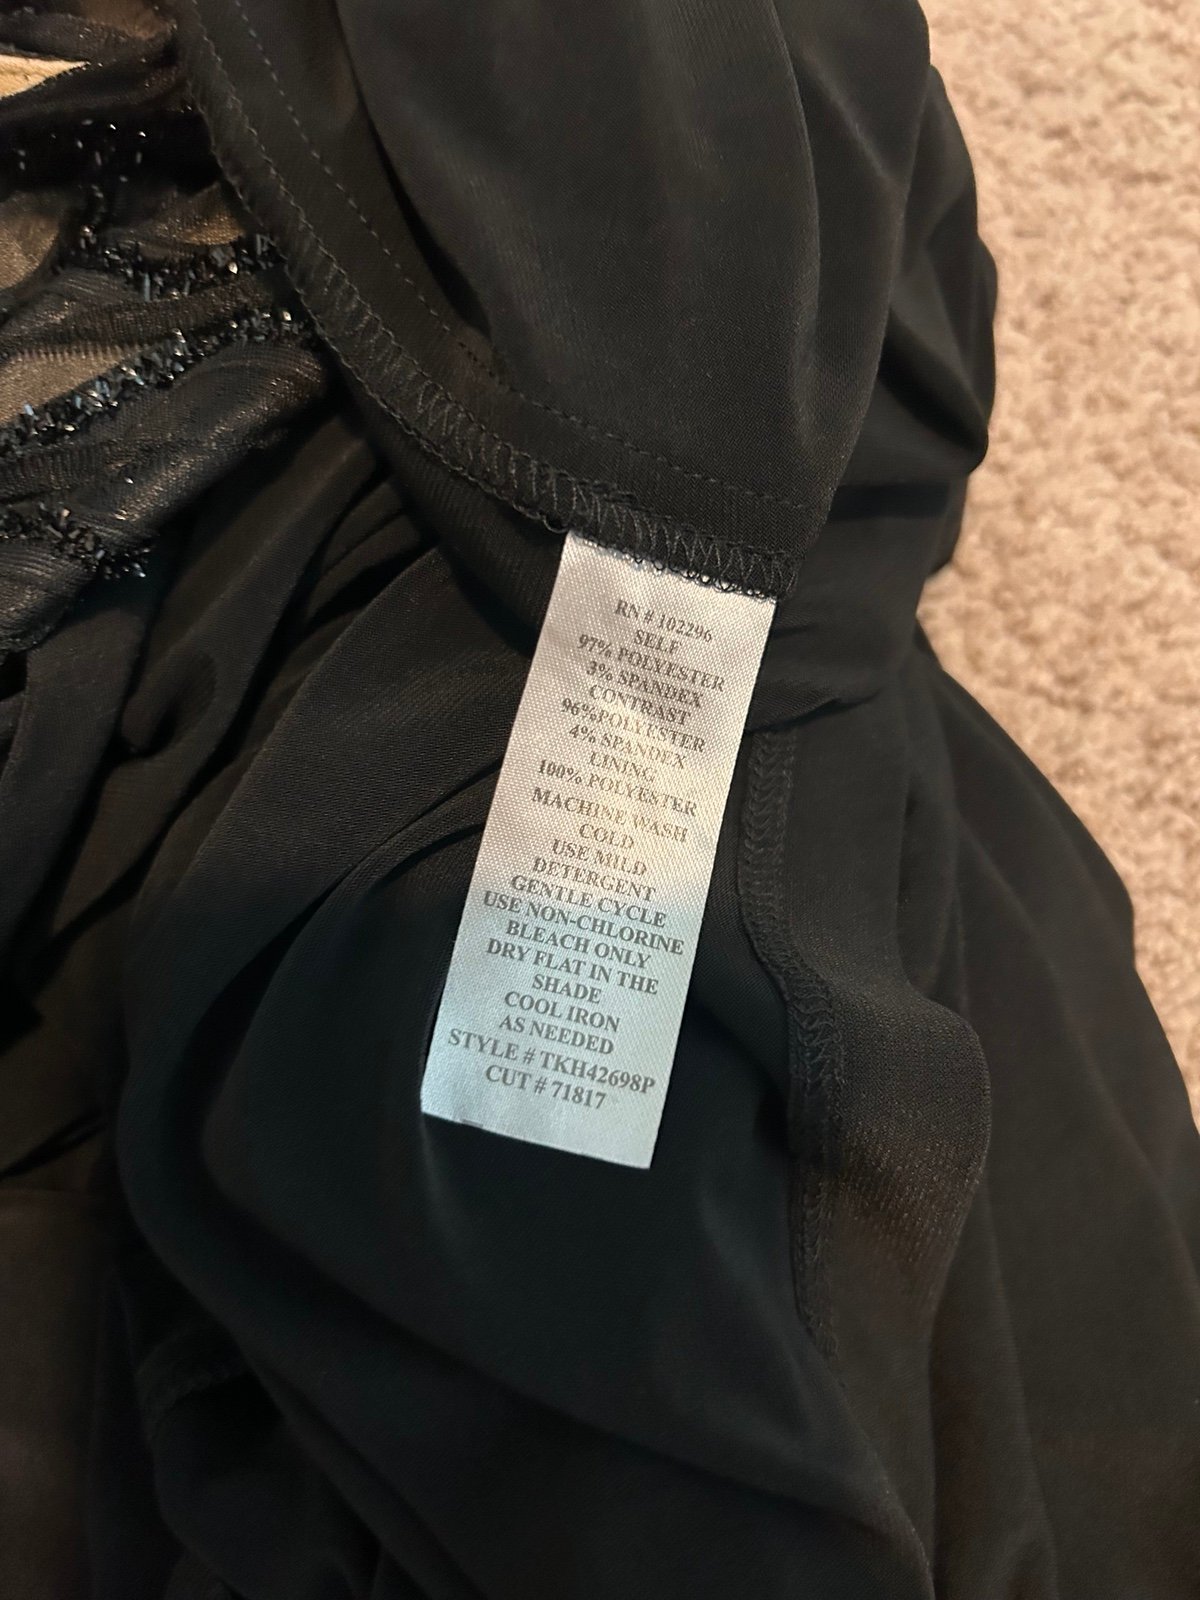 RN # 102296
SELF
97% POLYESTER
3% SPANDEX
CONTRAST
96%POLYESTER
4% SPANDEX
LINING
100% POLYESTER
MACHINE WASH
COLD
USE MILD
DETERGENT
GENTLE CYCLE
USE NON-CHLORINE
BLEACH ONLY
DRY FLAT IN THE
SHADE
COOL IRON
AS NEEDED
STYLE # TKH42698P
CUT # 71817